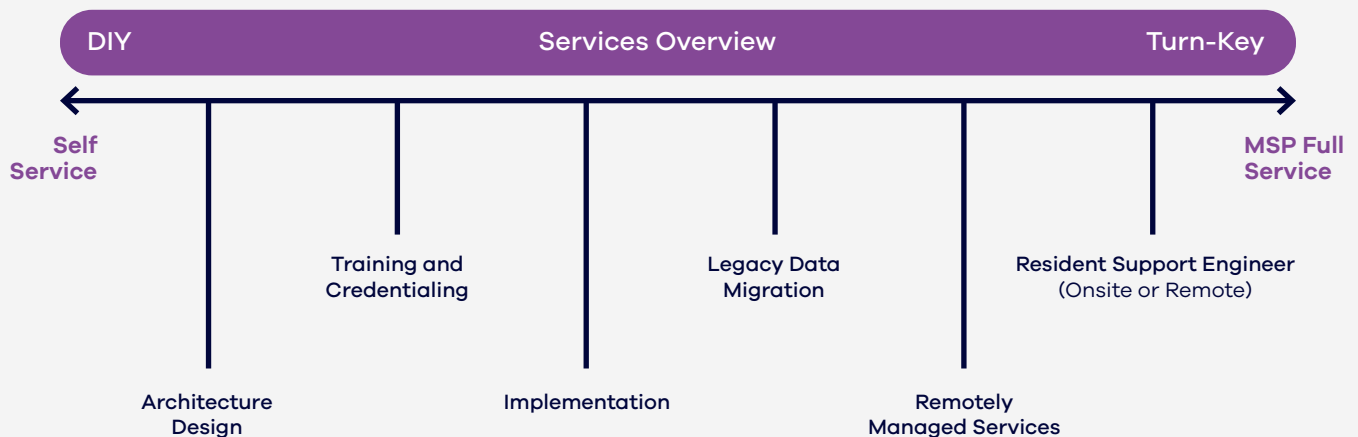 DIY Services Overview Turn-Key
Self
Service
MSP Full
Service
Training and
Credentialing
Legacy Data
Migration
Resident Support Engineer
(Onsite or Remote)
Architecture
Design
Implementation
Remotely
Managed Services